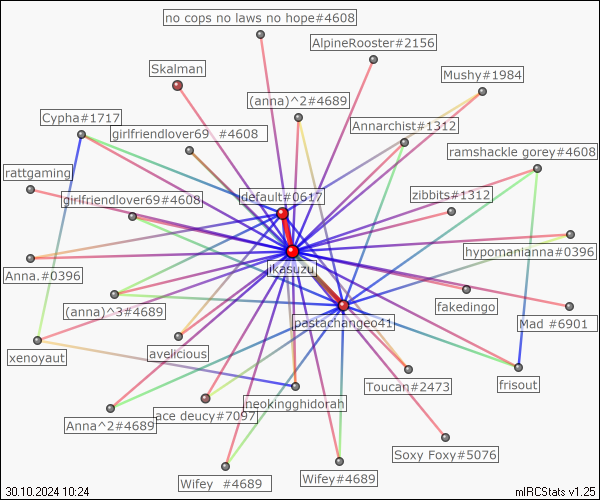 no cops no laws no hope#4608
AlpineRooster#2156
Skalman
Mushy#1984
(anna)^2#4689
Cypha#1717
Annarchist#1312
girlfriendlover69 #4608
ramshackle gorey#4608
rattgaming
default#0617
zibbits#1312
girlfriendlover69#4608
hypomanianna#0396
ikasuzu
Anna.#0396
(anna)^3#4689
fakedingo
pastachangeo41
Mad #6901
xenoyaut
avelicious
Toucan#2473
frisout
neokingghidorah
ace deucy#7097
Anna^2#4689
Soxy Foxy#5076
Wifey #4689
Wifey#4689
30.10.2024 10:24
mIRCStats v1.25